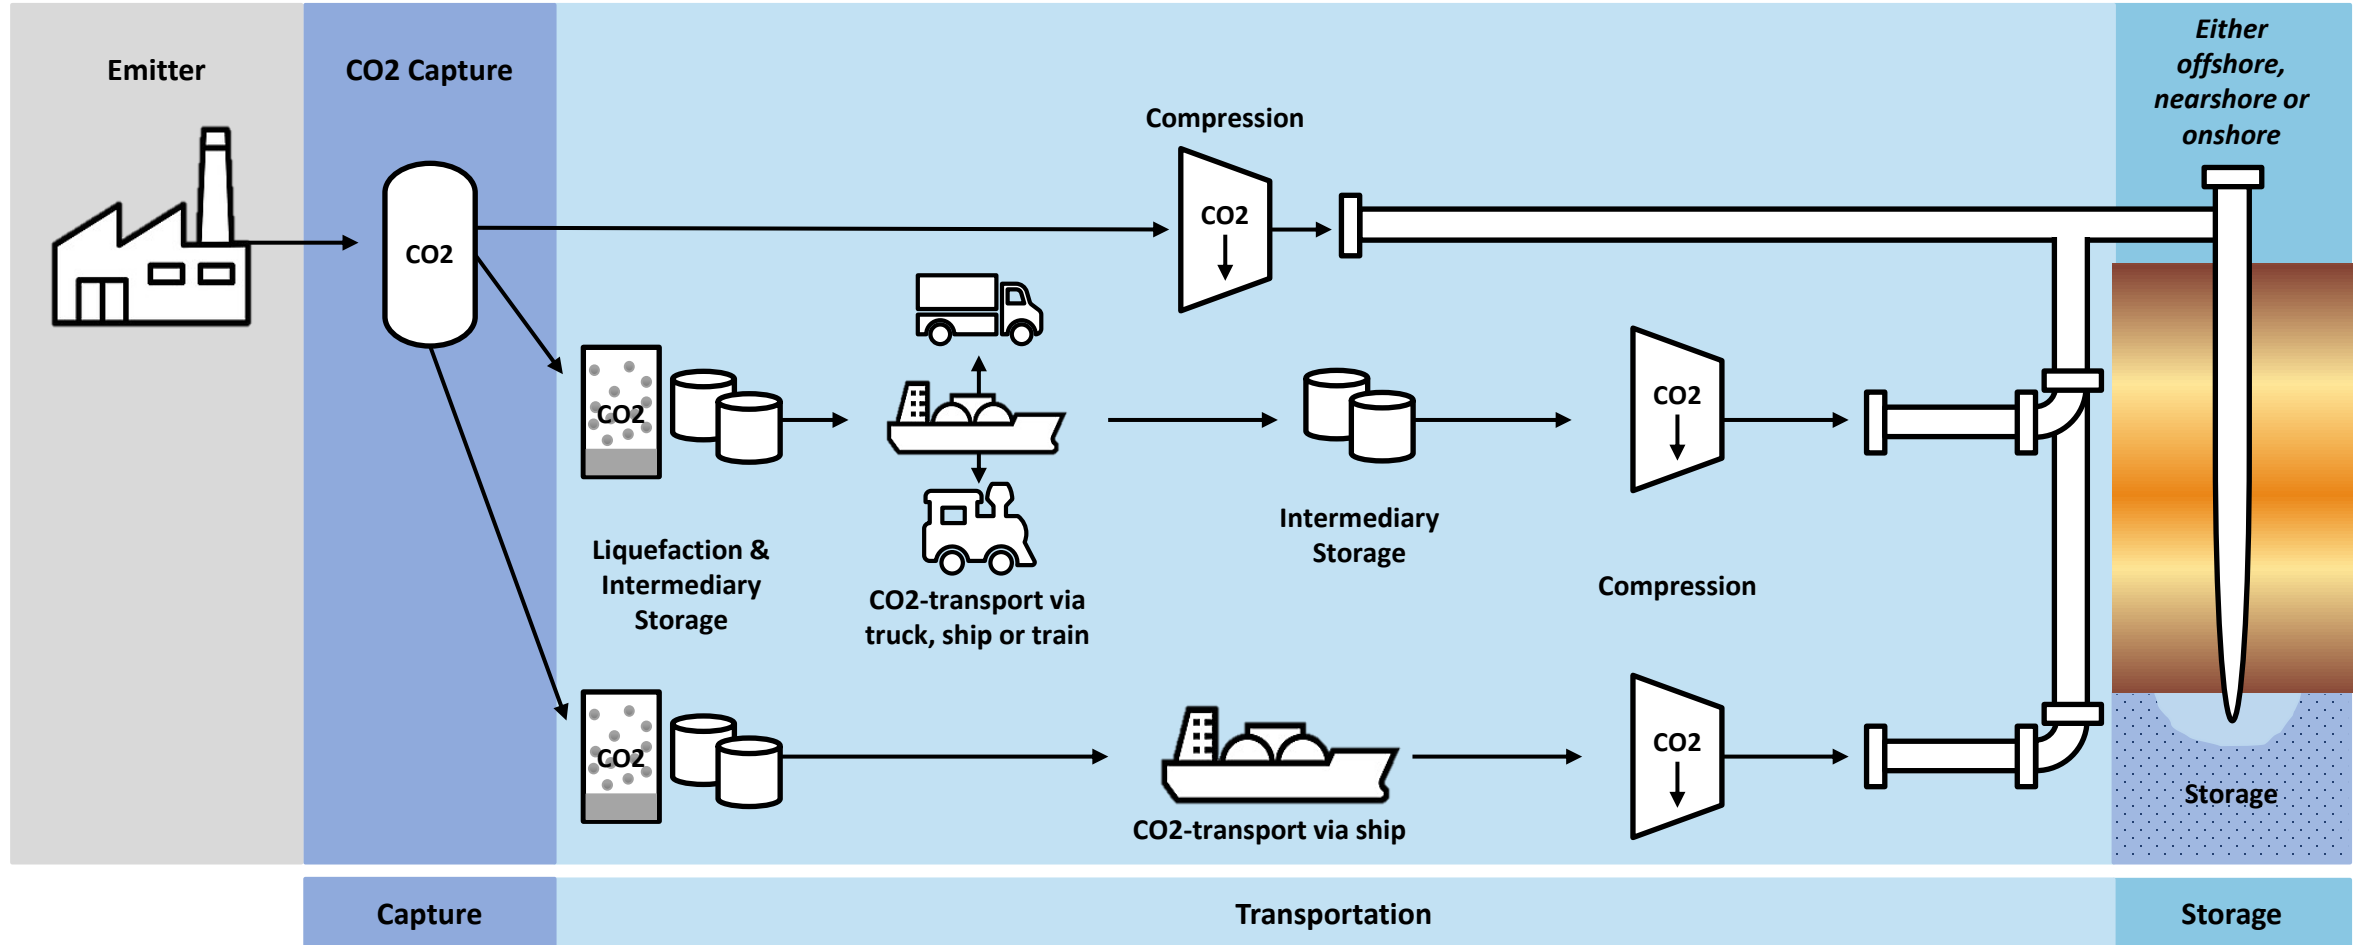 Emitter
CO2 Capture
Either
offshore,
nearshore or
onshore
Compression
CO2
CO2
CO2
CO2
Liquefaction &
Intermediary
Storage
CO2-transport via
truck, ship or train
Intermediary
Storage
Compression
CO2
CO2-transport via ship
CO2
Storage
Capture
Transportation
Storage